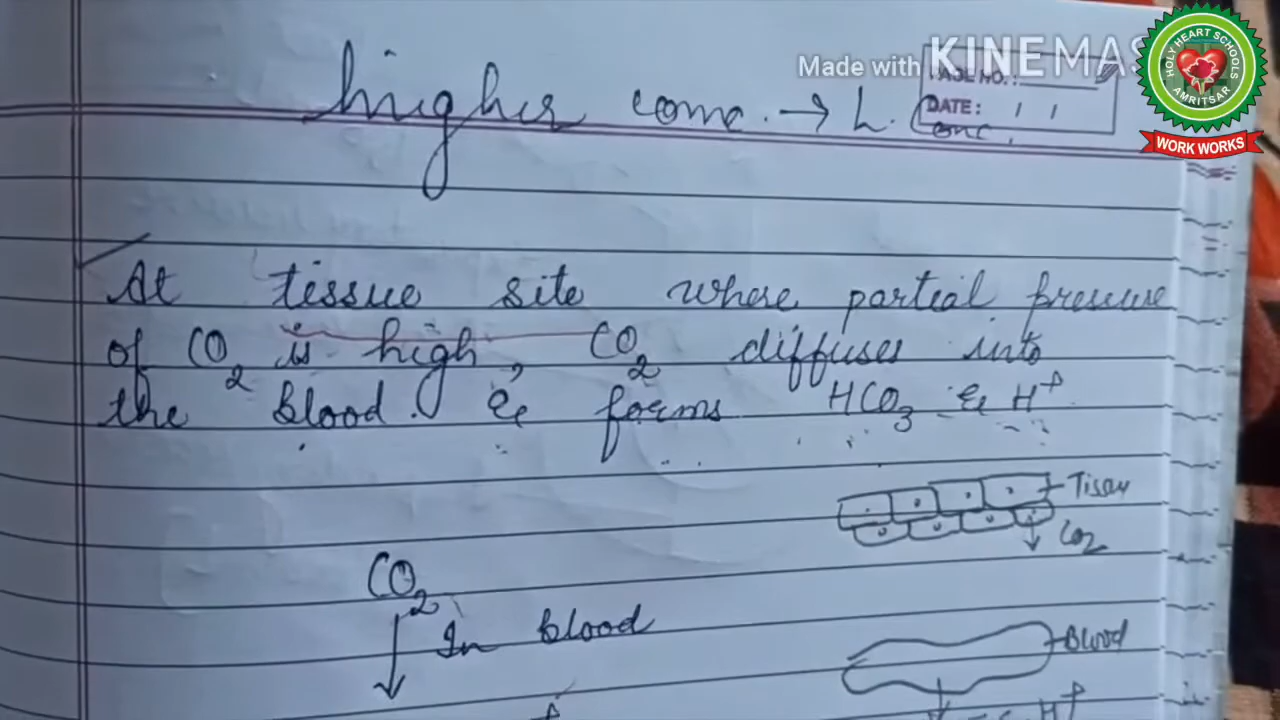 Made with KINEMAS
HOLY HEART SCHOOLS
AMRITSAR
WORK WORKS
PAGE NO.:
DATE: / /
higher conc. → L. Conc.
At tissue site where partial pressure
of CO2 is high, CO2 diffuses into
the blood. & forms HCO3 & H+
Tissu
CO2
CO2
In blood
Blood